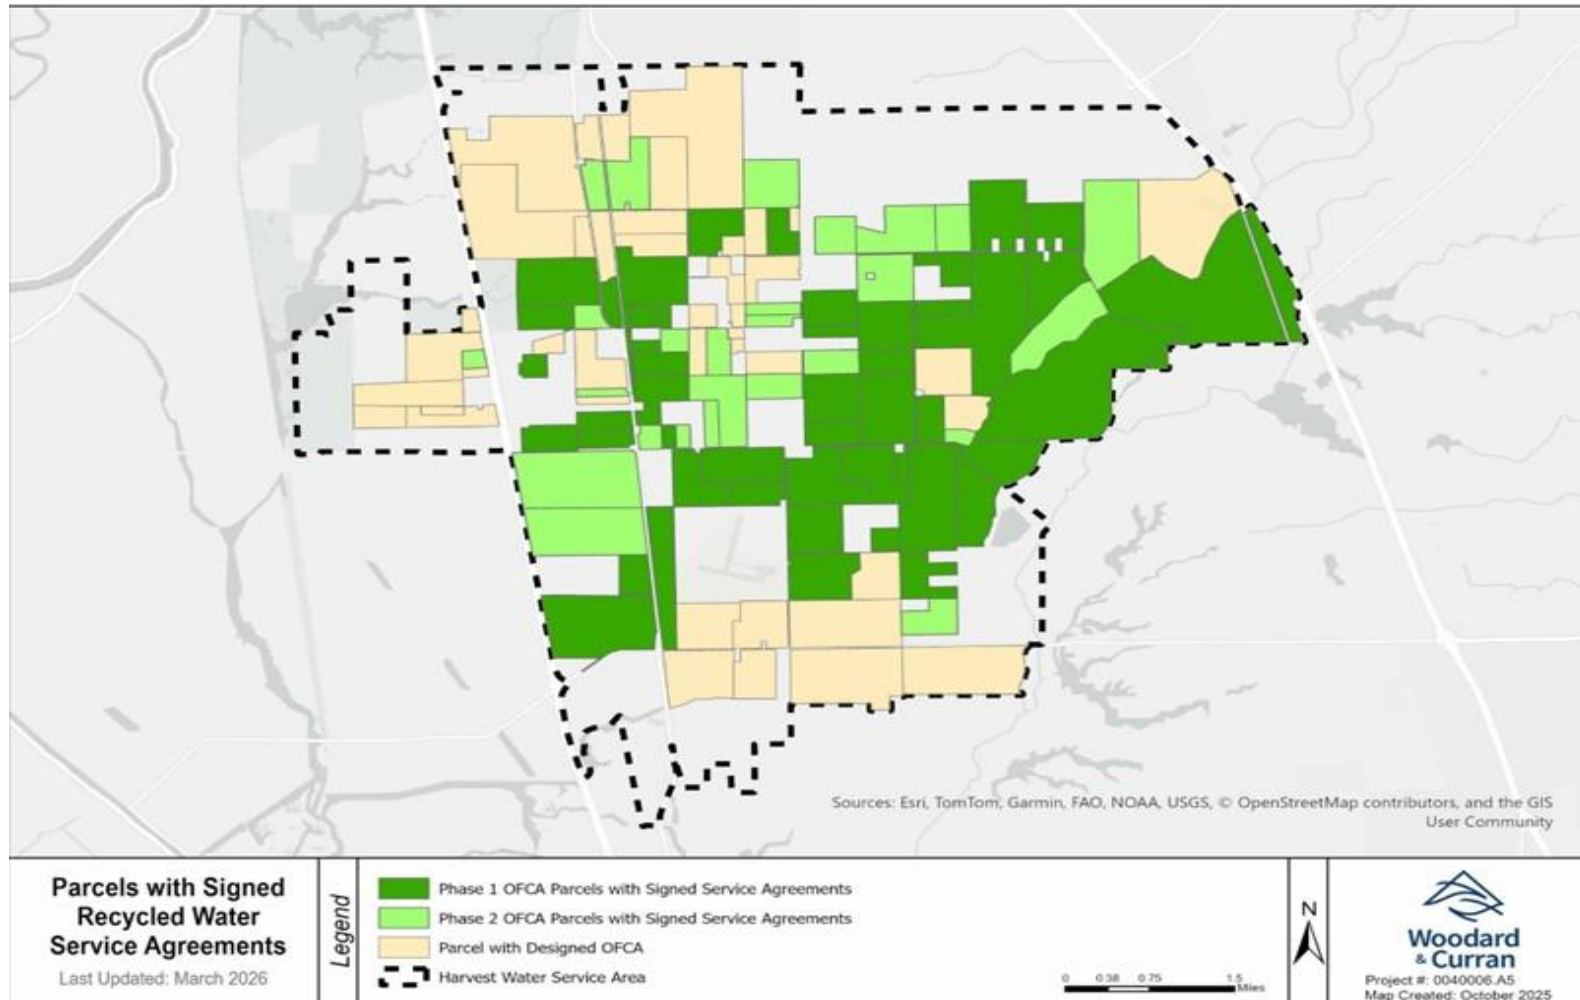 Sources: Esri, TomTom, Garmin, FAO, NOAA, USGS, © OpenStreetMap contributors, and the GIS
User Community
Parcels with Signed
Recycled Water
Service Agreements
Last Updated: March 2026
Legend
Phase 1 OFCA Parcels with Signed Service Agreements
Phase 2 OFCA Parcels with Signed Service Agreements
Parcel with Designed OFCA
Harvest Water Service Area
0 0.38 0.75 1.5
Miles
N
Woodard
& Curran
Project #: 0040006.A5
Map Created: October 2025